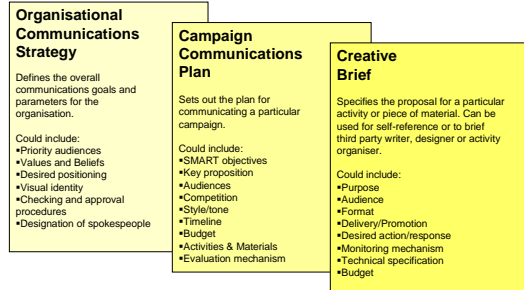 Organisational
Communications
Strategy
Defines the overall
communications goals and
parameters for the
organisation.
Could include:
▪Priority audiences
▪Values and Beliefs
▪Desired positioning
▪Visual identity
▪Checking and approval
procedures
▪Designation of spokespeople
Campaign
Communications
Plan
Sets out the plan for
communicating a particular
campaign.
Could include:
▪SMART objectives
▪Key proposition
▪Audiences
▪Competition
▪Style/tone
▪Timeline
▪Budget
▪Activities & Materials
▪Evaluation mechanism
Creative
Brief
Specifies the proposal for a particular
activity or piece of material. Can be
used for self-reference or to brief
third party writer, designer or activity
organiser.
Could include:
▪Purpose
▪Audience
▪Format
▪Delivery/Promotion
▪Desired action/response
▪Monitoring mechanism
▪Technical specification
▪Budget